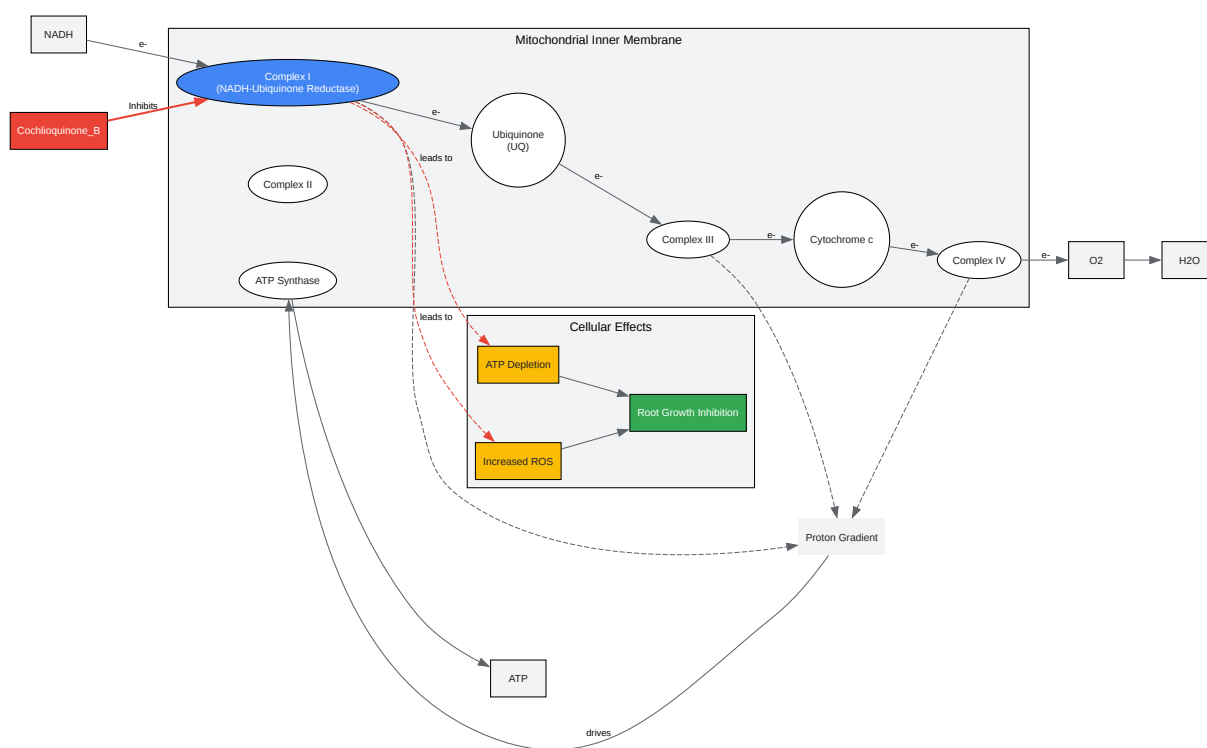 NADH
e-
Mitochondrial Inner Membrane
Complex I
(NADH-Ubiquinone Reductase)
Inhibits
Cochlioquinone_B
e-
Ubiquinone
(UQ)
leads to
e-
Complex II
Complex III
e-
Cytochrome c
e-
Complex IV
e-
O2
H2O
ATP Synthase
leads to
Cellular Effects
ATP Depletion
Root Growth Inhibition
Increased ROS
Proton Gradient
ATP
drives